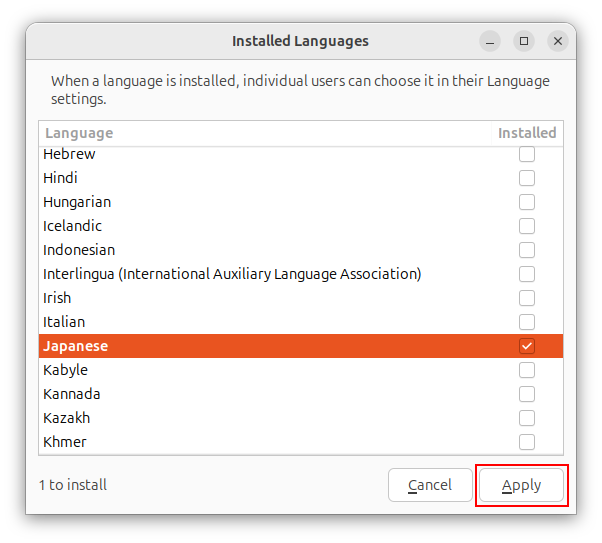 Installed Languages
When a language is installed, individual users can choose it in their Language
settings.
Language Installed
Hebrew
Hindi
Hungarian
Icelandic
Indonesian
Interlingua (International Auxiliary Language Association)
Irish
Italian
Japanese
Kabyle
Kannada
Kazakh
Khmer
1 to install Cancel Apply